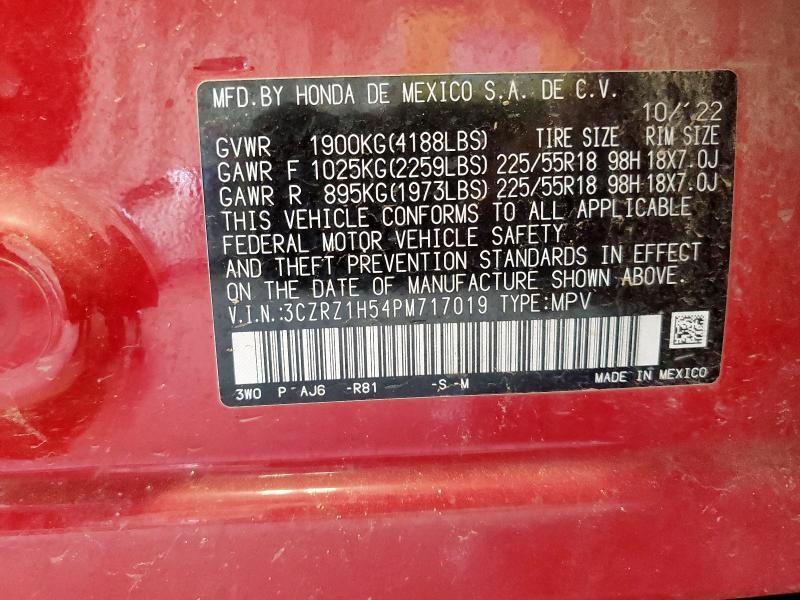 MFD.BY HONDA DE MEXICO S.A. DE C.V.
10/'22
GVWR 1900KG(4188LBS) TIRE SIZE RIM SIZE
GAWR F 1025KG(2259LBS) 225/55R18 98H 18X7.0J
GAWR R 895KG(1973LBS) 225/55R18 98H 18X7.0J
THIS VEHICLE CONFORMS TO ALL APPLICABLE
FEDERAL MOTOR VEHICLE SAFETY
AND THEFT PREVENTION STANDARDS IN EFFECT
ON THE DATE OF MANUFACTURE SHOWN ABOVE.
V.I.N.:3CZRZ1H54PM717019 TYPE:MPV
3W0 P-AJ6 -R81 -S-M MADE IN MEXICO